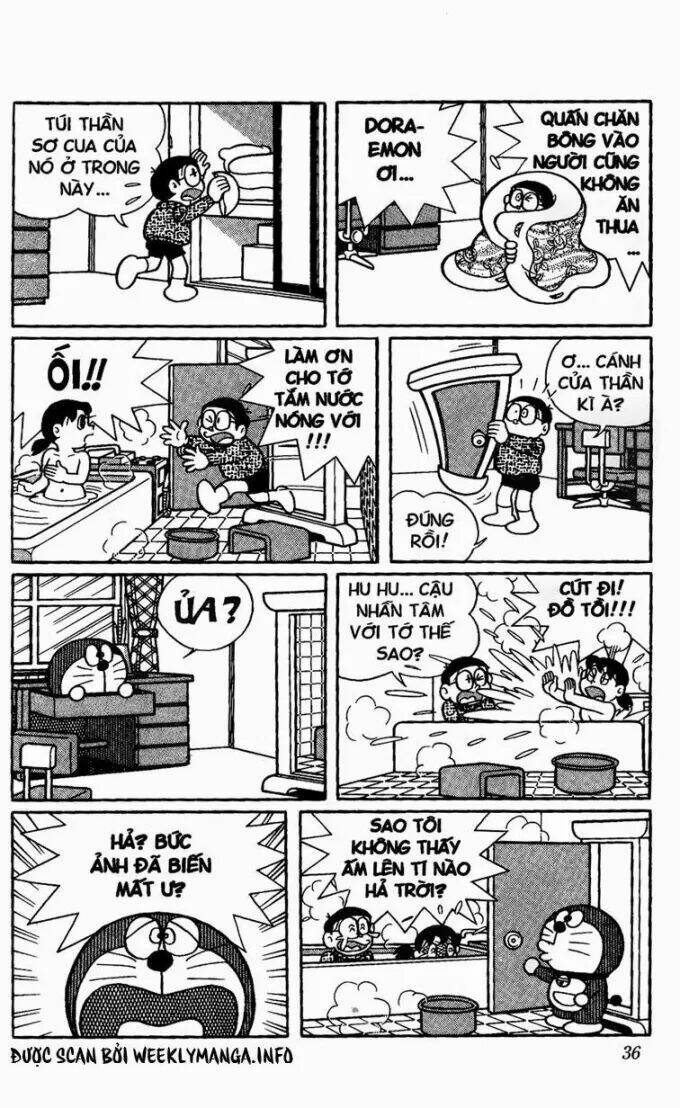 TÚI THẦN
SƠ CUA CỦA
NÓ Ở TRONG
NÀY...
DORA-
EMON
ƠI...
QUẤN CHĂN
BÔNG VÀO
NGƯỜI CŨNG
KHÔNG
ĂN
THUA
...
ỐI!!
LÀM ƠN
CHO TỚ
TẮM NƯỚC
NÓNG VỚI
!!!
Ơ... CÁNH
CỬA THẦN
KÌ À?
ĐÚNG
RỒI!
ỦA?
HU HU... CẬU
NHẪN TÂM
VỚI TỚ THẾ
SAO?
CÚT ĐI!
ĐỒ TỒI!!!
HẢ? BỨC
ẢNH ĐÃ BIẾN
MẤT Ư?
SAO TÔI
KHÔNG THẤY
ẤM LÊN TÍ NÀO
HẢ TRỜI?
ĐƯỢC SCAN BỞI WEEKLYMANGA.INFO
36